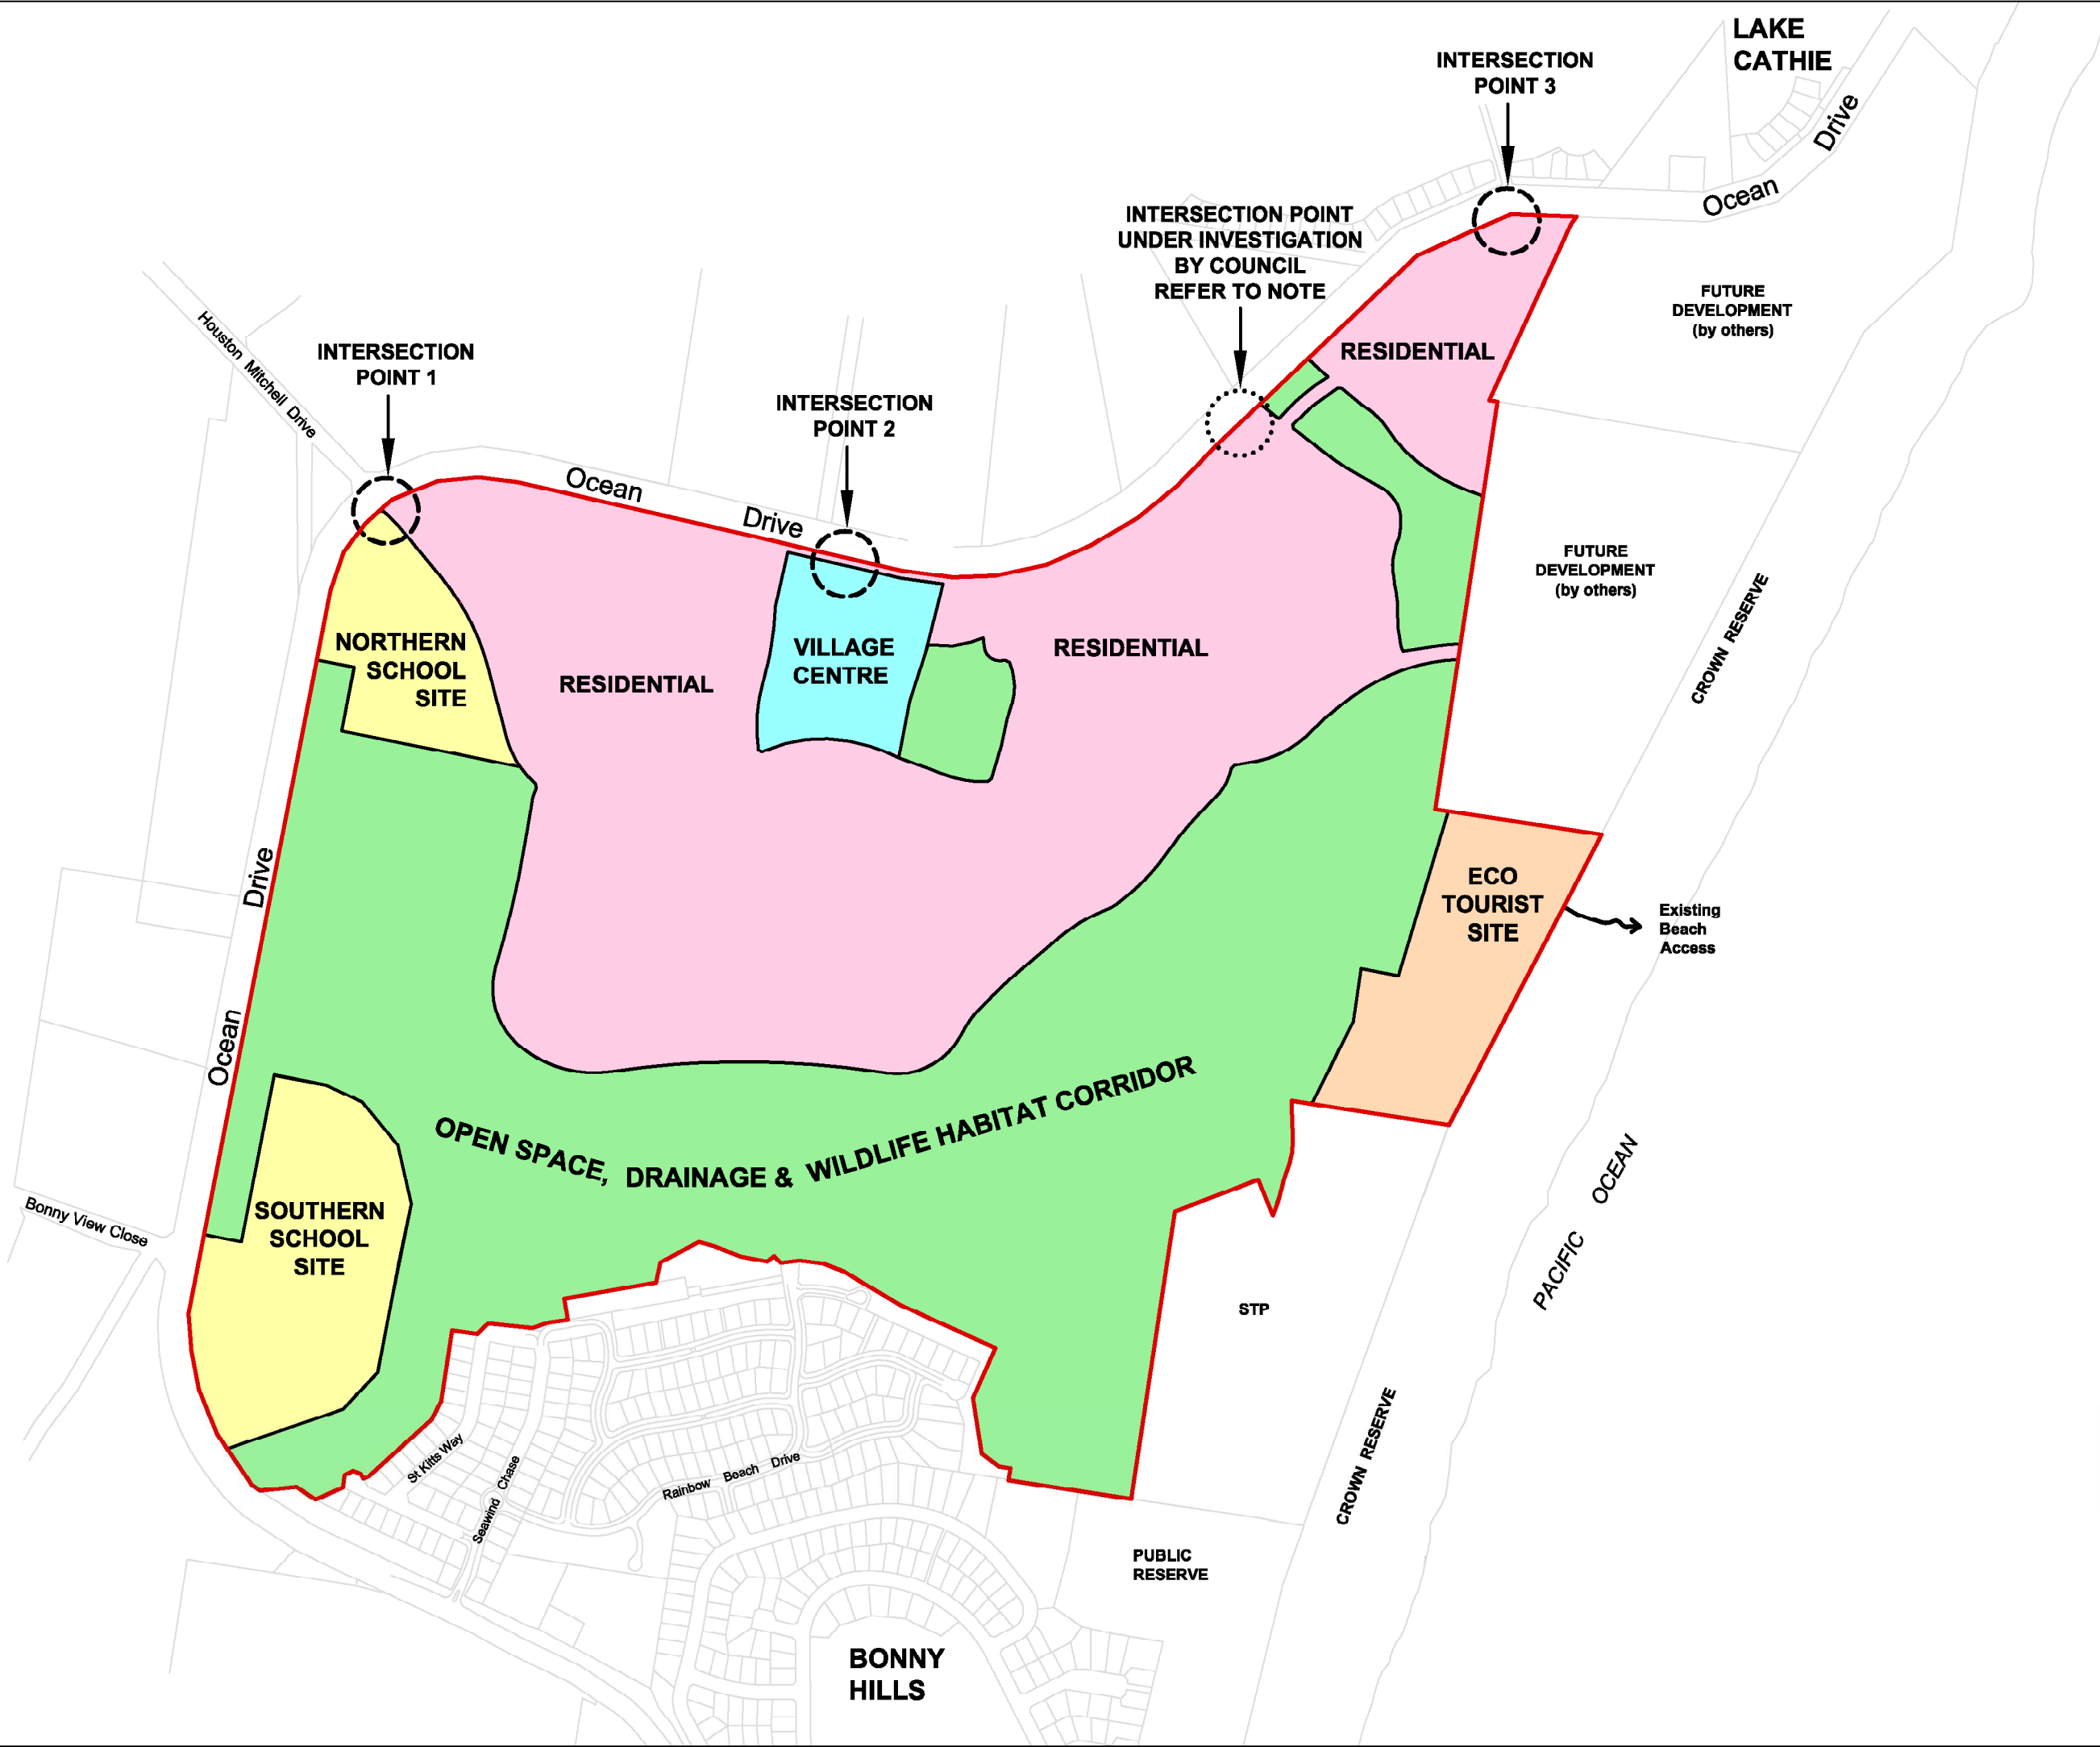 LAKE
CATHIE
INTERSECTION
POINT 3
Drive
Ocean
INTERSECTION POINT
UNDER INVESTIGATION
BY COUNCIL
REFER TO NOTE
FUTURE
DEVELOPMENT
(by others)
Houston Mitchell Drive
INTERSECTION
POINT 1
RESIDENTIAL
INTERSECTION
POINT 2
Ocean
Drive
FUTURE
DEVELOPMENT
(by others)
CROWN RESERVE
NORTHERN
SCHOOL
SITE
VILLAGE
CENTRE
RESIDENTIAL
RESIDENTIAL
Drive
Ocean
ECO
TOURIST
SITE
Existing
Beach
Access
OPEN SPACE, DRAINAGE & WILDLIFE HABITAT CORRIDOR
PACIFIC OCEAN
Bonny View Close
SOUTHERN
SCHOOL
SITE
STP
St Kitts Way
Seawind Chase
Rainbow Beach Drive
CROWN RESERVE
PUBLIC
RESERVE
BONNY
HILLS